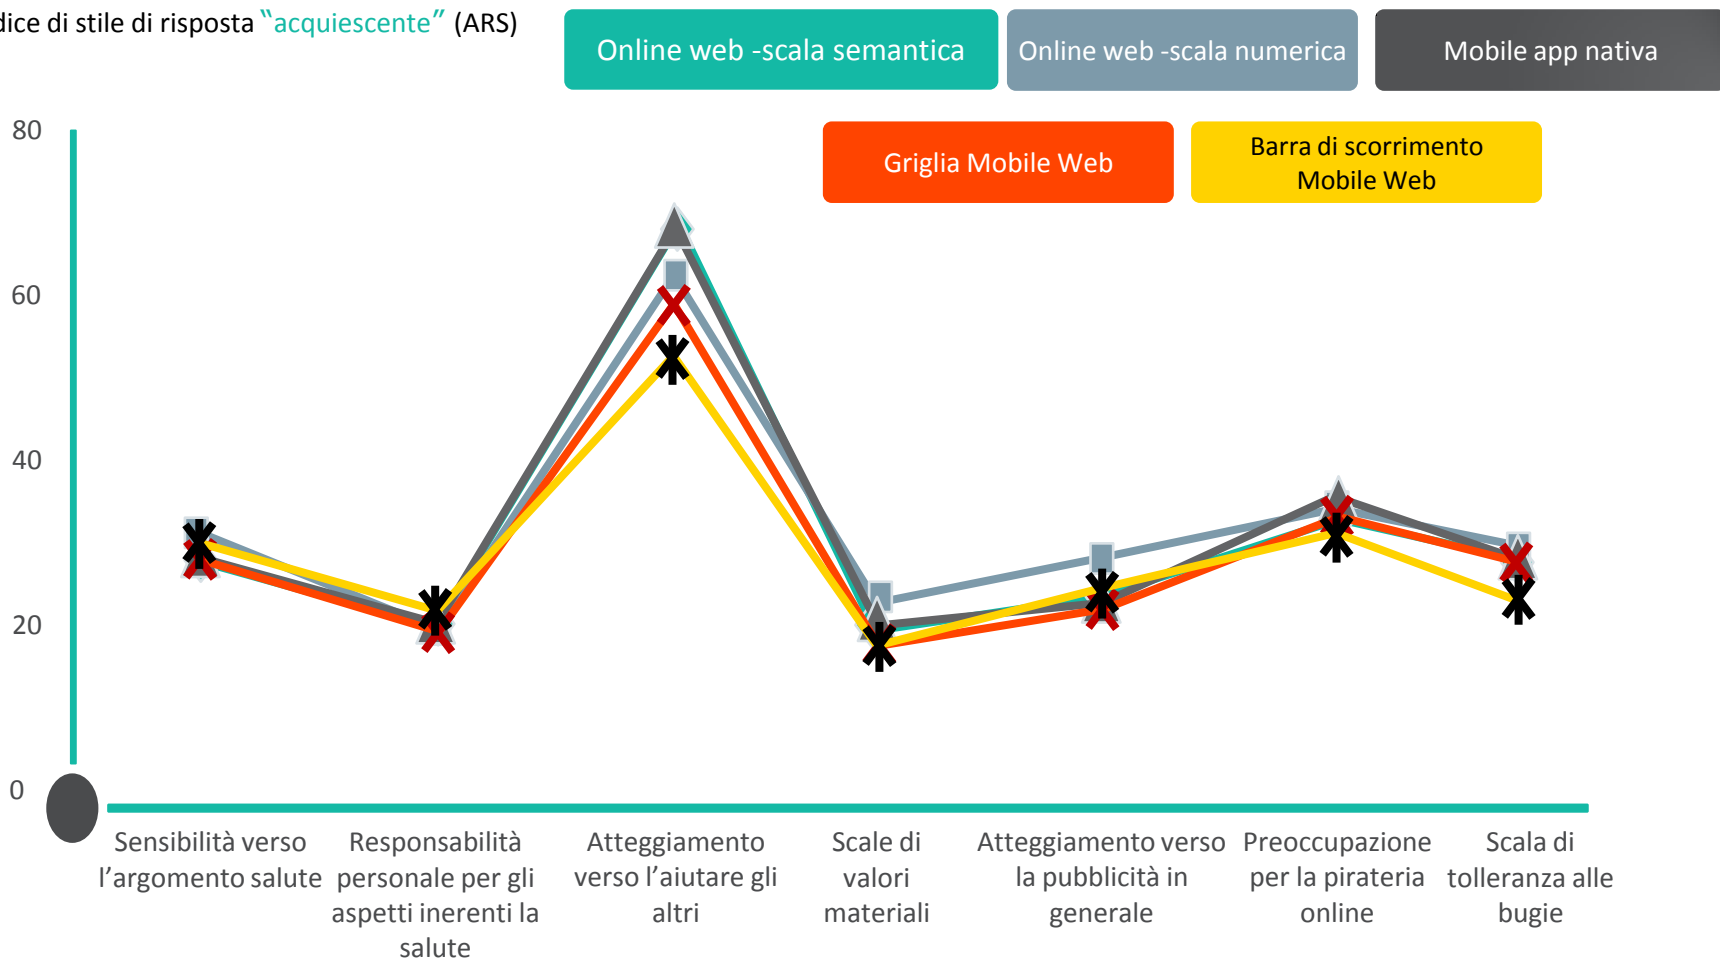 dice di stile di risposta “acquiescente” (ARS)
Online web -scala semantica
Online web -scala numerica
Mobile app nativa
Griglia Mobile Web
Barra di scorrimento
Mobile Web
80
60
40
20
0
Sensibilità verso
l’argomento salute
Responsabilità
personale per gli
aspetti inerenti la
salute
Atteggiamento
verso l’aiutare gli
altri
Scale di
valori
materiali
Atteggiamento verso
la pubblicità in
generale
Preoccupazione
per la pirateria
online
Scala di
tolleranza alle
bugie